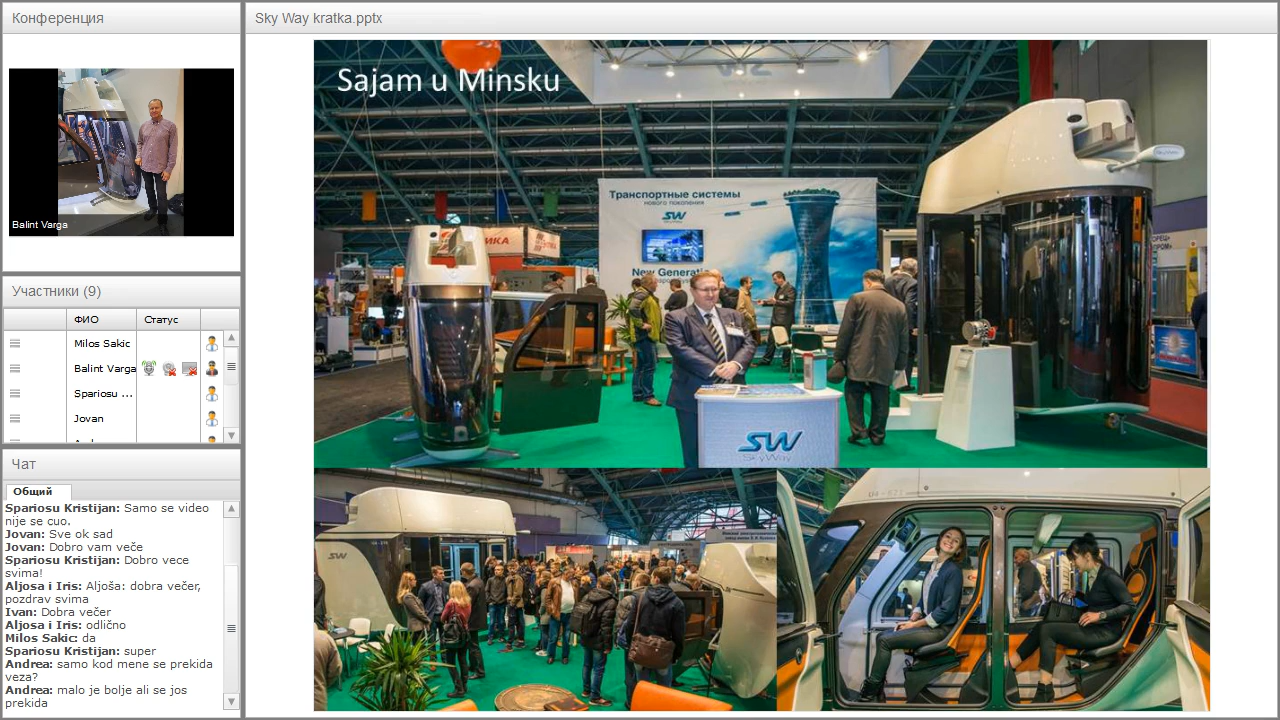 Конференция
Balint Varga
Участники (9)
ФИО Статус
Milos Sakic
Balint Varga
Spariosu ...
Jovan
Чат
Общий
Spariosu Kristijan: Samo sa video
nije se cuo.
Jovan: Sve ok sad
Jovan: Dobro vam veče
Spariosu Kristijan: Dobro vece
svima!
Aljosa i Iris: Aljoša: dobra večer,
pozdrav svima
Ivan: Dobra večer
Aljosa i Iris: odlično
Milos Sakic: da
Spariosu Kristijan: super
Andrea: samo kod mene se prekida
veza?
Andrea: malo je bolje ali se jos
prekida
Sky Way kratka.pptx
Sajam u Minsku
Транспортные системы
нового поколения
SW
SkyWay
New Generatio
SW
SkyWay
SW